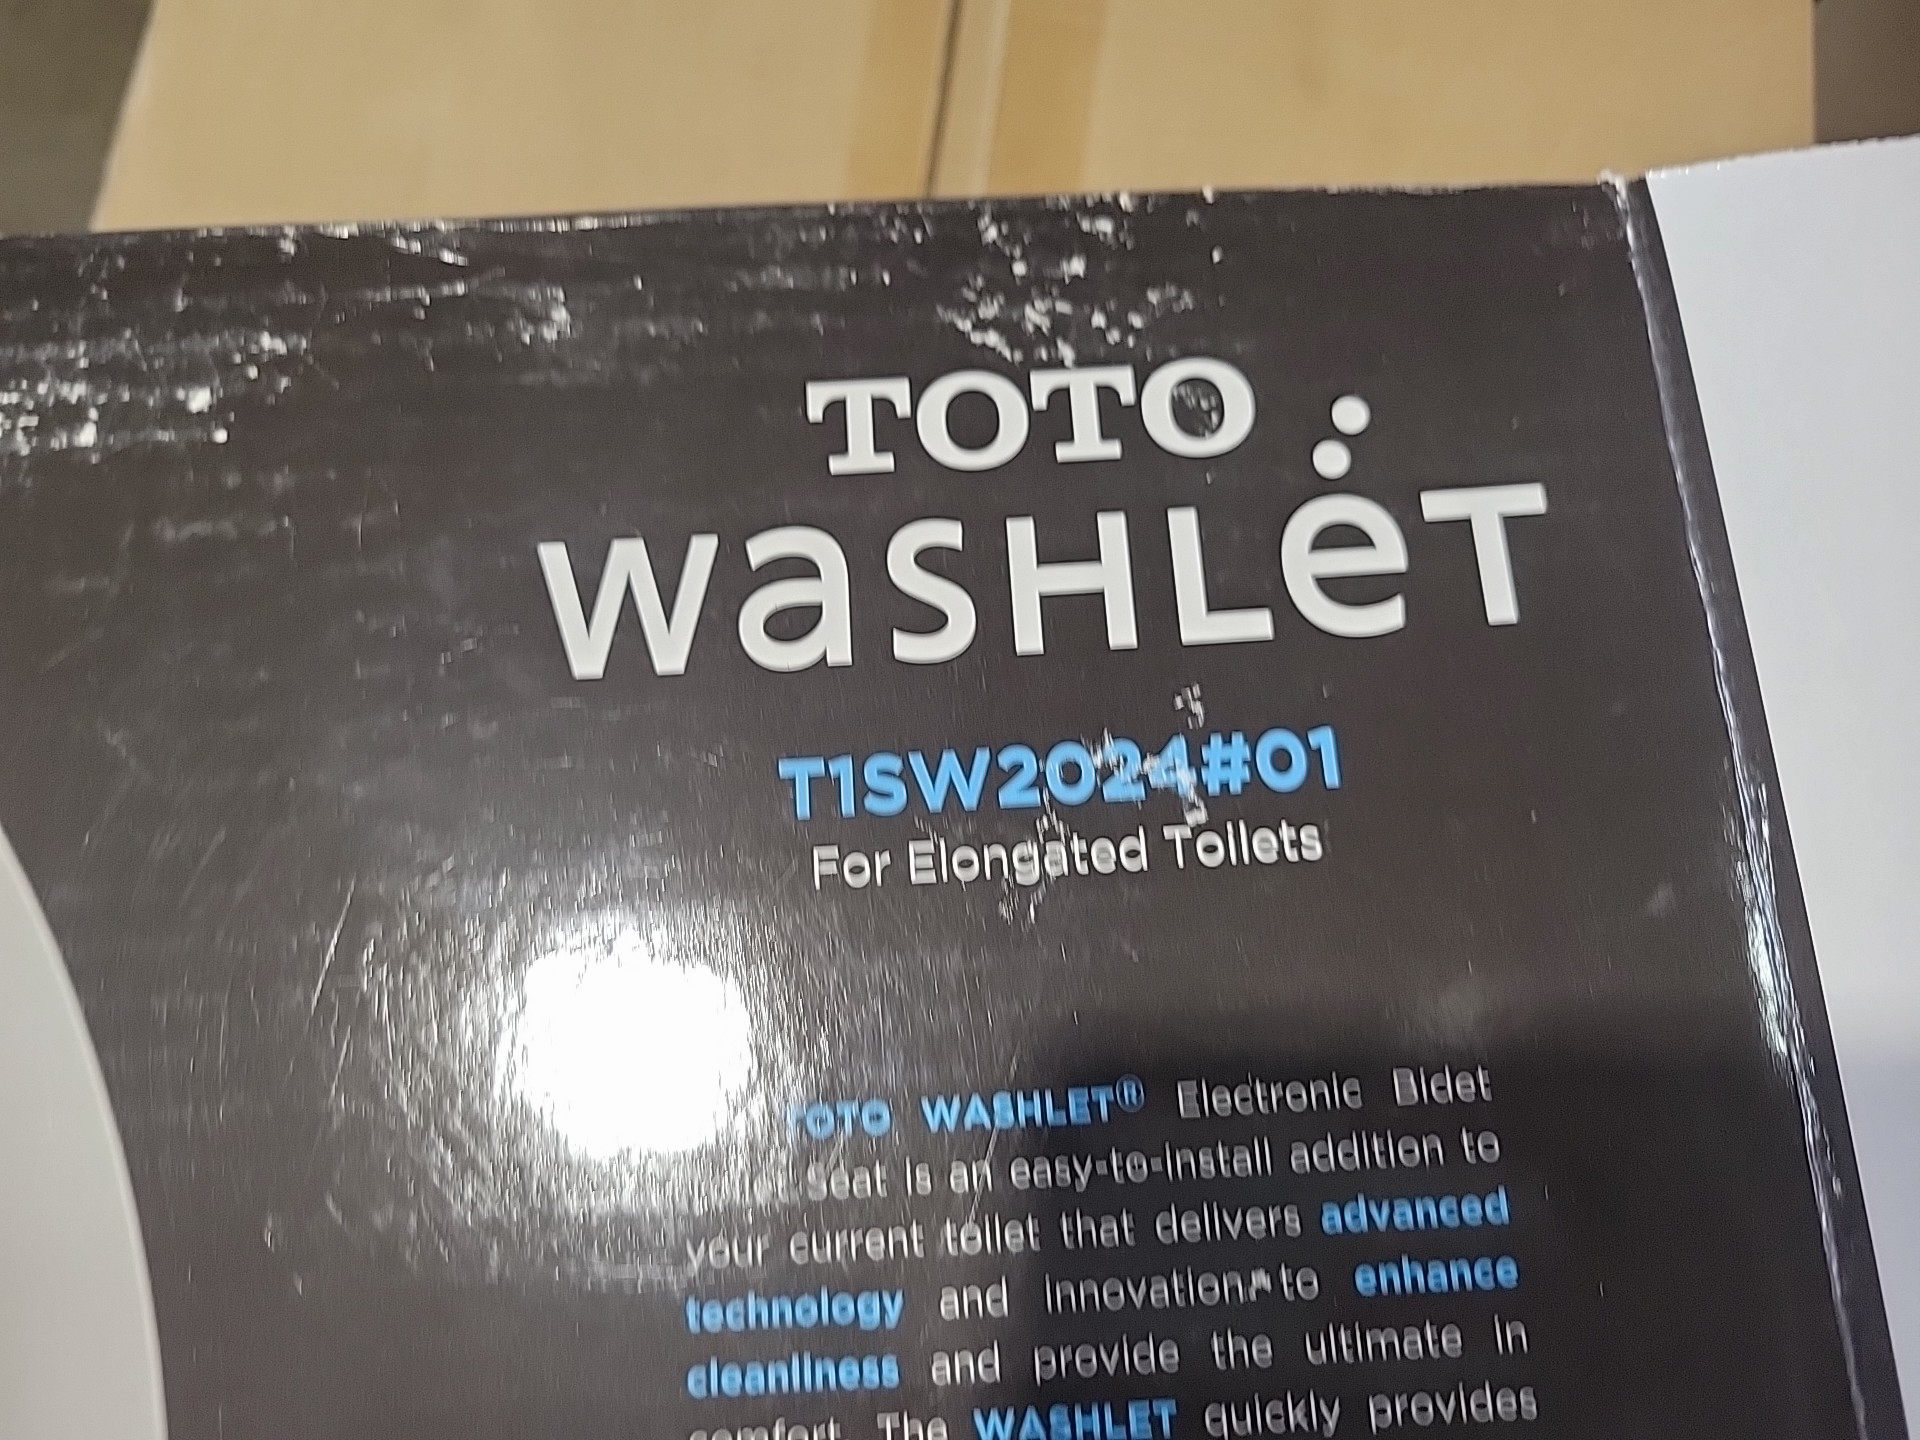 TOTO
WASHLET
T1SW2024#01
For Elongated Toilets
TOTO WASHLET® Electronic Bidet
Seat is an easy-to-install addition to
your current toilet that delivers advanced
technology and innovation to enhance
cleanliness and provide the ultimate in
comfort. The WASHLET quickly provides